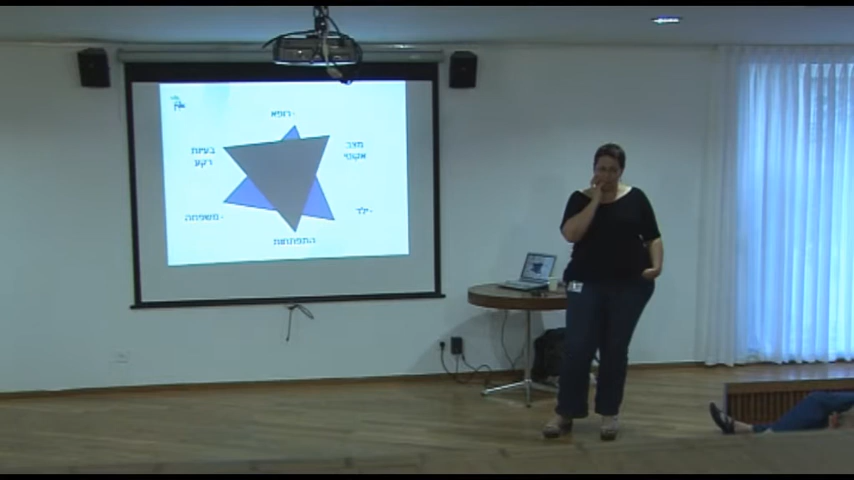 - רופא
מצב
אקוטי
בעיות
רקע
- ילד
- משפחה
התפתחות